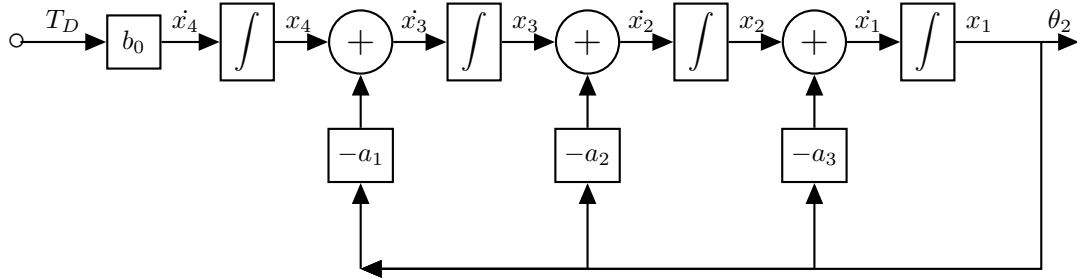 T_D b_0 ẋ_4 ∫ x_4 + ẋ_3 ∫ x_3 + ẋ_2 ∫ x_2 + ẋ_1 ∫ x_1 θ_2
−a_1 −a_2 −a_3